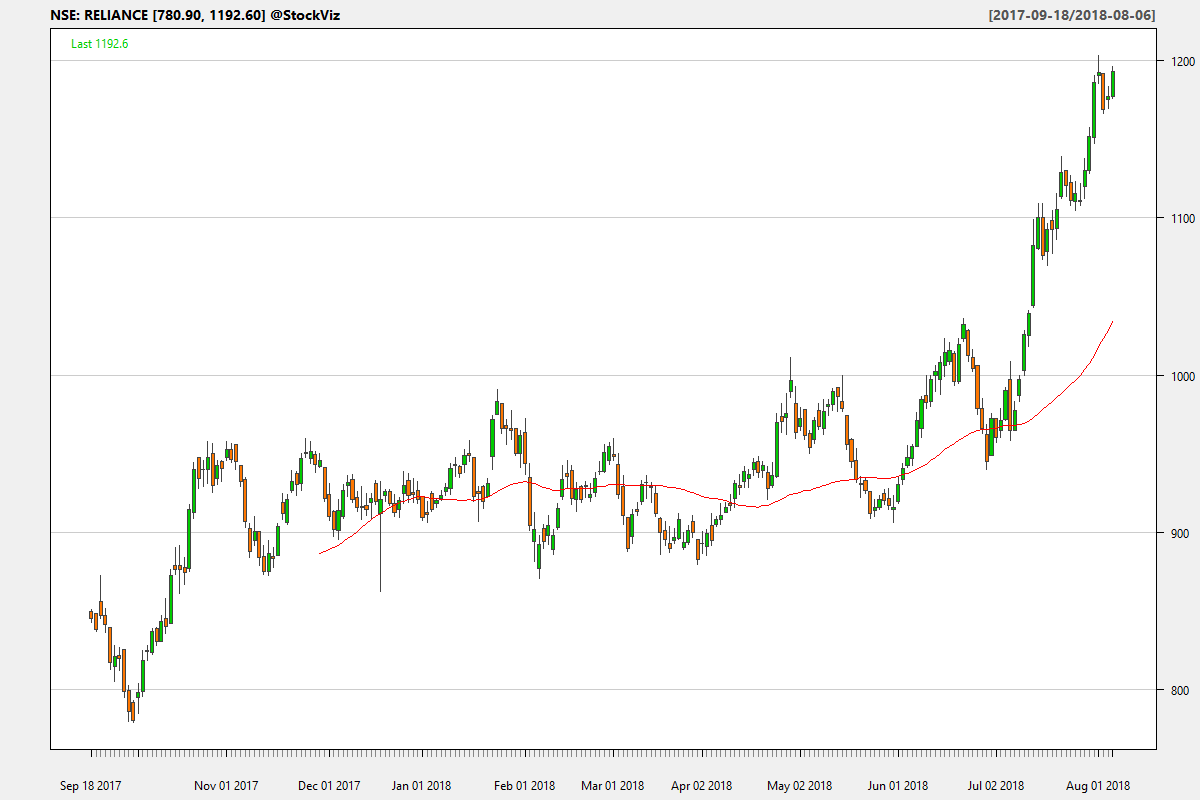 NSE: RELIANCE [780.90, 1192.60] @StockViz
[2017-09-18/2018-08-06]
Last 1192.6
1200
1100
1000
900
800
Sep 18 2017 Nov 01 2017 Dec 01 2017 Jan 01 2018 Feb 01 2018 Mar 01 2018 Apr 02 2018 May 02 2018 Jun 01 2018 Jul 02 2018 Aug 01 2018